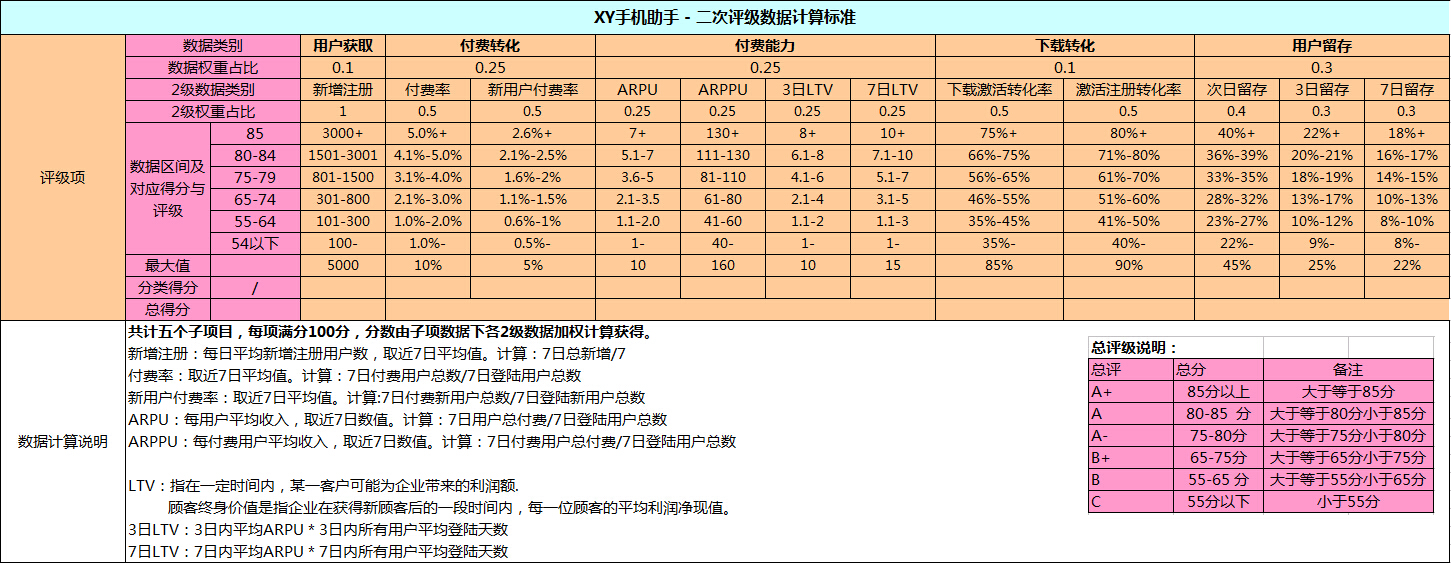 XY手机助手 - 二次评级数据计算标准
评级项
数据类别 用户获取 付费转化 付费能力 下载转化 用户留存
数据权重占比 0.1 0.25 0.25 0.1 0.3
2级数据类别 新增注册 付费率 新用户付费率 ARPU ARPPU 3日LTV 7日LTV 下载激活转化率 激活注册转化率 次日留存 3日留存 7日留存
2级权重占比 1 0.5 0.5 0.25 0.25 0.25 0.25 0.5 0.5 0.4 0.3 0.3
数据区间及对应得分与评级
85 3000+ 5.0%+ 2.6%+ 7+ 130+ 8+ 10+ 75%+ 80%+ 40%+ 22%+ 18%+
80-84 1501-3001 4.1%-5.0% 2.1%-2.5% 5.1-7 111-130 6.1-8 7.1-10 66%-75% 71%-80% 36%-39% 20%-21% 16%-17%
75-79 801-1500 3.1%-4.0% 1.6%-2% 3.6-5 81-110 4.1-6 5.1-7 56%-65% 61%-70% 33%-35% 18%-19% 14%-15%
65-74 301-800 2.1%-3.0% 1.1%-1.5% 2.1-3.5 61-80 2.1-4 3.1-5 46%-55% 51%-60% 28%-32% 13%-17% 10%-13%
55-64 101-300 1.0%-2.0% 0.6%-1% 1.1-2.0 41-60 1.1-2 1.1-3 35%-45% 41%-50% 23%-27% 10%-12% 8%-10%
54以下 100- 1.0%- 0.5%- 1- 40- 1- 1- 35%- 40%- 22%- 9%- 8%-
最大值 5000 10% 5% 10 160 10 15 85% 90% 45% 25% 22%
分类得分 /
总得分
数据计算说明
共计五个子项目，每项满分100分，分数由子项数据下各2级数据加权计算获得。
新增注册：每日平均新增注册用户数，取近7日平均值。计算：7日总新增/7
付费率：取近7日平均值。计算：7日付费用户总数/7日登陆用户总数
新用户付费率：取近7日平均值。计算:7日付费新用户总数/7日登陆新用户总数
ARPU：每用户平均收入，取近7日数值。计算：7日用户总付费/7日登陆用户总数
ARPPU：每付费用户平均收入，取近7日数值。计算：7日付费用户总付费/7日登陆用户总数
LTV：指在一定时间内，某一客户可能为企业带来的利润额.
顾客终身价值是指企业在获得新顾客后的一段时间内，每一位顾客的平均利润净现值。
3日LTV：3日内平均ARPU * 3日内所有用户平均登陆天数
7日LTV：7日内平均ARPU * 7日内所有用户平均登陆天数
总评级说明：
总评 总分 备注
A+ 85分以上 大于等于85分
A 80-85 分 大于等于80分小于85分
A- 75-80分 大于等于75分小于80分
B+ 65-75分 大于等于65分小于75分
B 55-65 分 大于等于55分小于65分
C 55分以下 小于55分